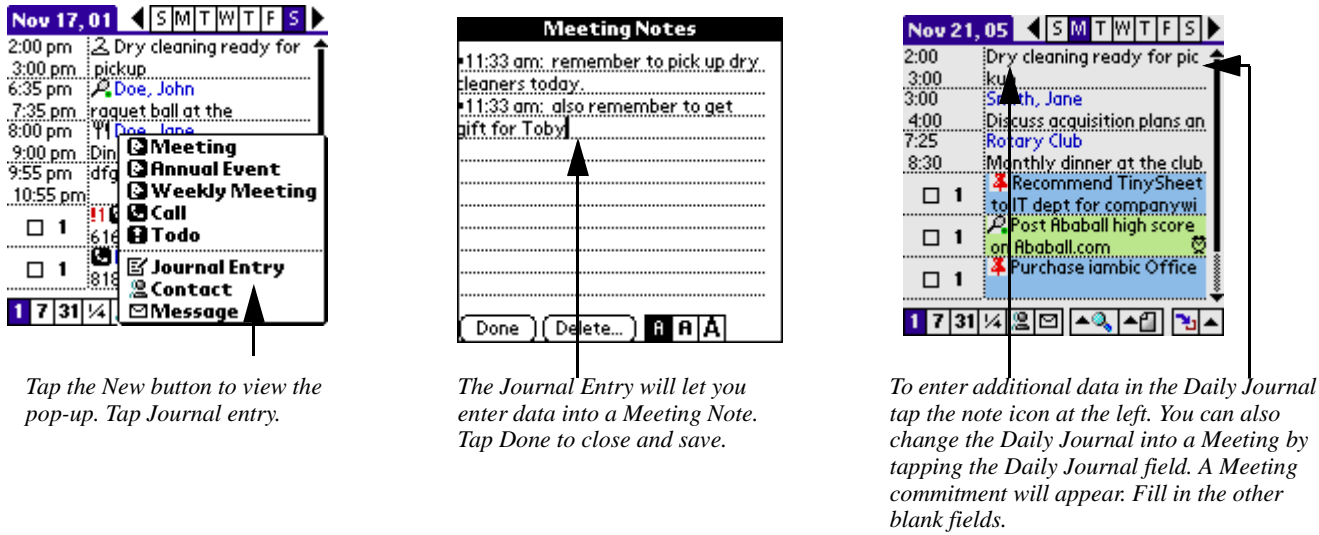 Nov 17, 01 S M T W T F S
2:00 pm Dry cleaning ready for
3:00 pm pickup
6:35 pm Doe, John
7:35 pm raquet ball at the
8:00 pm Doe, Jane
9:00 pm Din
9:55 pm dfg
10:55 pm
Meeting
Annual Event
Weekly Meeting
Call
Todo
Journal Entry
Contact
Message
1 !!1
616
1
818
1 7 31 1/4
Tap the New button to view the
pop-up. Tap Journal entry.
Meeting Notes
•11:33 am: remember to pick up dry
cleaners today.
•11:33 am: also remember to get
gift for Toby
Done Delete... A A A
The Journal Entry will let you
enter data into a Meeting Note.
Tap Done to close and save.
Nov 21, 05 S M T W T F S
2:00 Dry cleaning ready for pic
3:00 kup
3:00 Smith, Jane
4:00 Discuss acquisition plans an
7:25 Rotary Club
8:30 Monthly dinner at the club
1 Recommend TinySheet
to IT dept for companywi
1 Post Ababall high score
on Ababall.com
1 Purchase iambic Office
1 7 31 1/4
To enter additional data in the Daily Journal
tap the note icon at the left. You can also
change the Daily Journal into a Meeting by
tapping the Daily Journal field. A Meeting
commitment will appear. Fill in the other
blank fields.